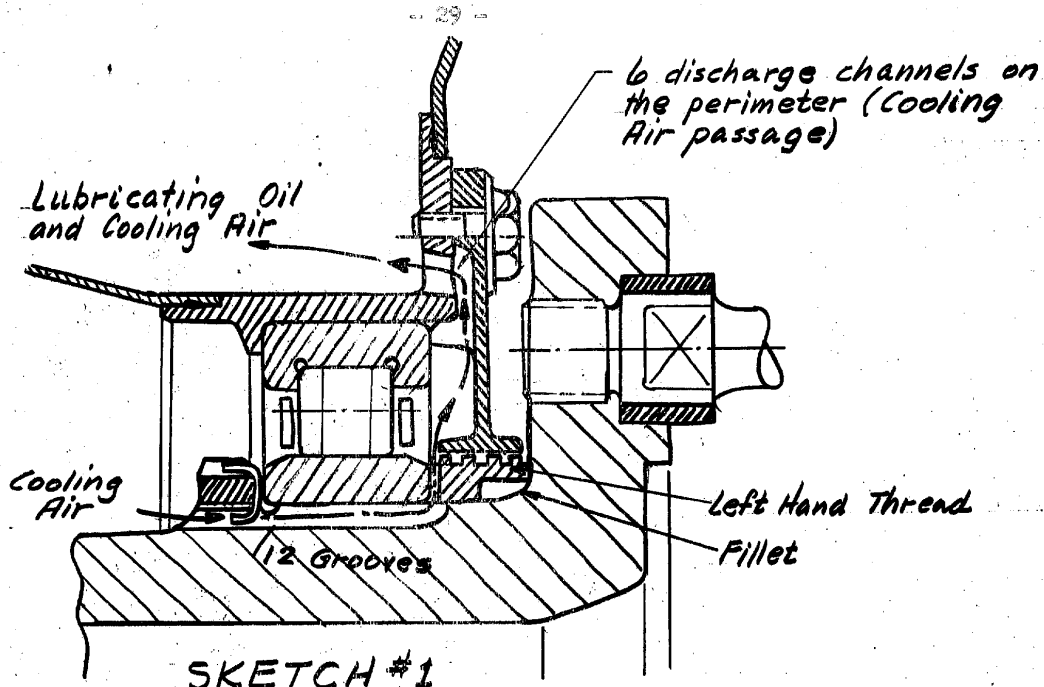 - 29 -
6 discharge channels on
the perimeter (Cooling
Air passage)
Lubricating Oil
and Cooling Air
Cooling
Air
12 Grooves
Left Hand Thread
Fillet
SKETCH #1